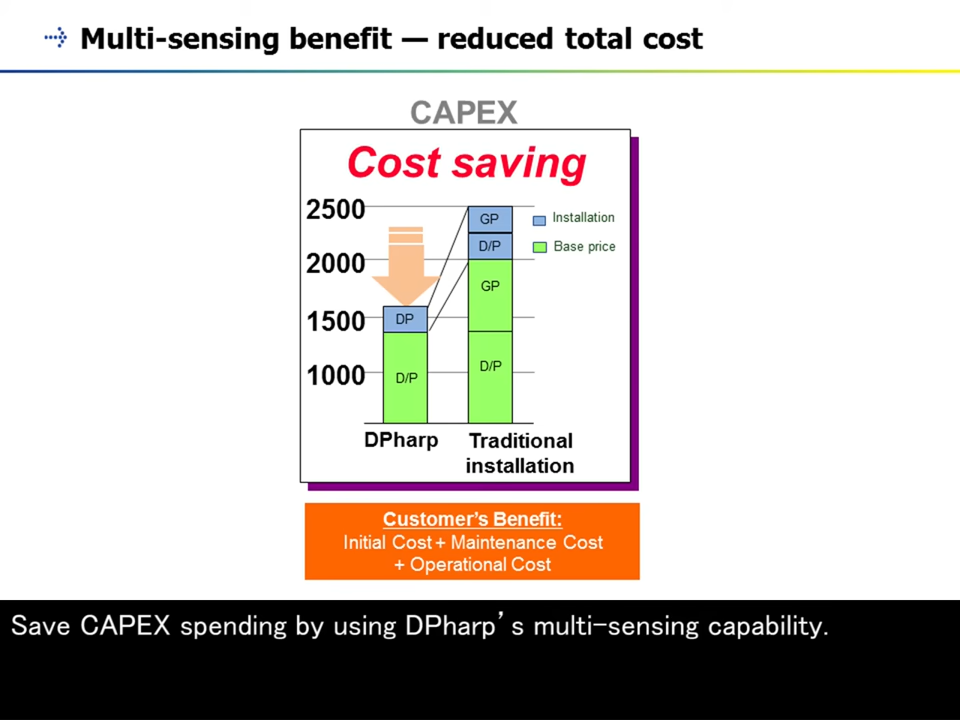 Multi-sensing benefit — reduced total cost
CAPEX
Cost saving
2500
2000
1500
1000
GP
D/P
GP
D/P
DP
D/P
Installation
Base price
DPharp
Traditional
installation
Customer's Benefit:
Initial Cost + Maintenance Cost
+ Operational Cost
Save CAPEX spending by using DPharp's multi-sensing capability.